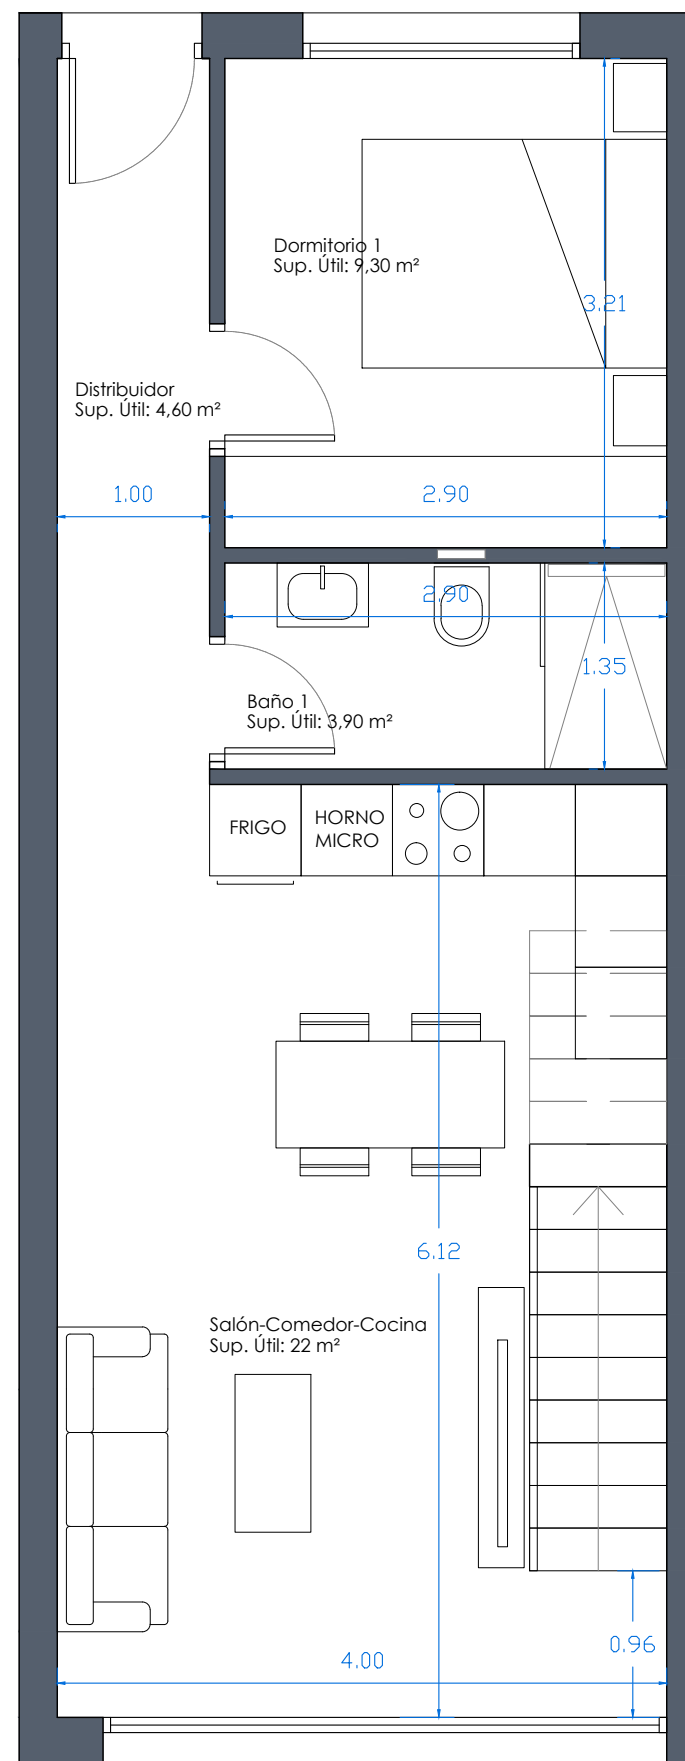 Dormitorio 1
Sup. Útil: 9,30 m²
3.21
Distribuidor
Sup. Útil: 4,60 m²
1.00
2.90
2.90
1.35
Baño 1
Sup. Útil: 3,90 m²
FRIGO
HORNO
MICRO
6.12
Salón-Comedor-Cocina
Sup. Útil: 22 m²
0.96
4.00